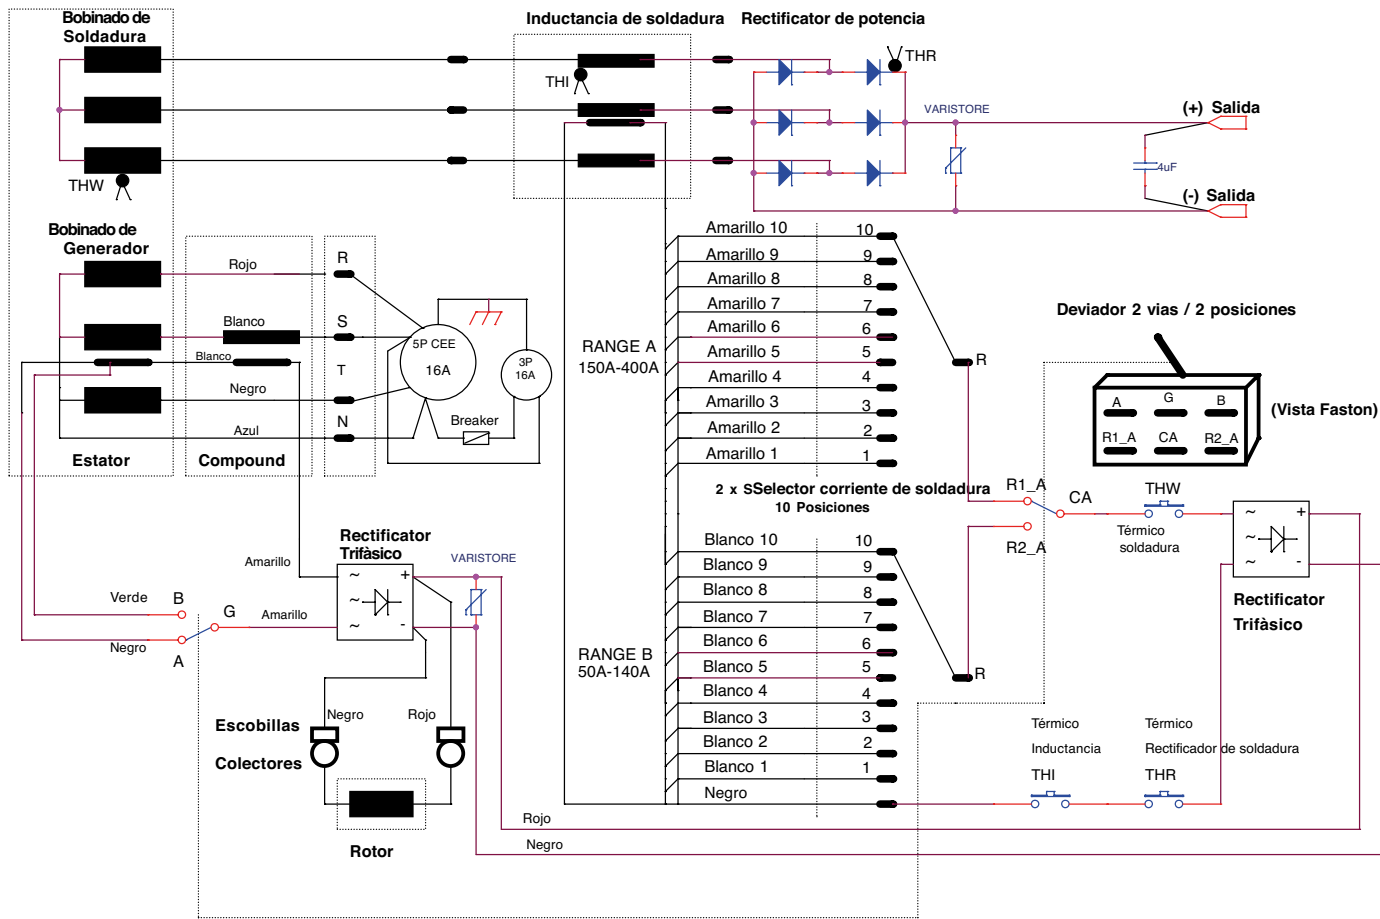 Bobinado de
Soldadura
Inductancia de soldadura
Rectificator de potencia
THI
THR
VARISTORE
(+) Salida
4uF
(-) Salida
THW
Bobinado de
Generador
Rojo
R
Blanco
S
Blanco
T
Negro
Azul
N
5P CEE
16A
3P
16A
Breaker
Estator
Compound
RANGE A
150A-400A
Amarillo 10
10
Amarillo 9
9
Amarillo 8
8
Amarillo 7
7
Amarillo 6
6
Amarillo 5
5
Amarillo 4
4
Amarillo 3
3
Amarillo 2
2
Amarillo 1
1
R
Deviador 2 vias / 2 posiciones
A
G
B
R1_A
CA
R2_A
(Vista Faston)
2 x SSelector corriente de soldadura
10 Posiciones
R1_A
CA
R2_A
THW
Térmico
soldadura
~
+
~
~
-
Rectificator
Trifàsico
Rectificator
Trifàsico
VARISTORE
Amarillo
~
+
~
~
-
Verde
B
G
Amarillo
Negro
A
RANGE B
50A-140A
Blanco 10
10
Blanco 9
9
Blanco 8
8
Blanco 7
7
Blanco 6
6
Blanco 5
5
Blanco 4
4
Blanco 3
3
Blanco 2
2
Blanco 1
1
Negro
R
Escobillas
Negro
Rojo
Colectores
Rotor
Térmico
Inductancia
THI
Térmico
Rectificador de soldadura
THR
Rojo
Negro